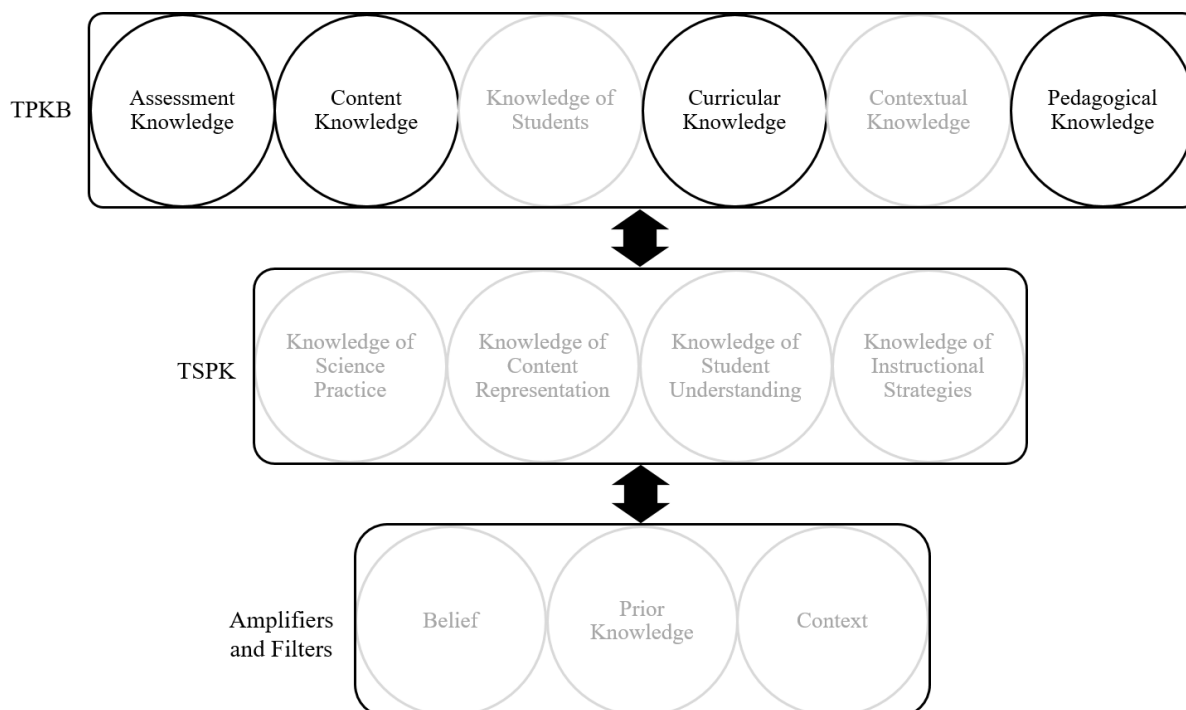 TPKB
Assessment
Knowledge
Content
Knowledge
Knowledge of
Students
Curricular
Knowledge
Contextual
Knowledge
Pedagogical
Knowledge
TSPK
Knowledge of
Science
Practice
Knowledge of
Content
Representation
Knowledge of
Student
Understanding
Knowledge of
Instructional
Strategies
Amplifiers
and Filters
Belief
Prior
Knowledge
Context